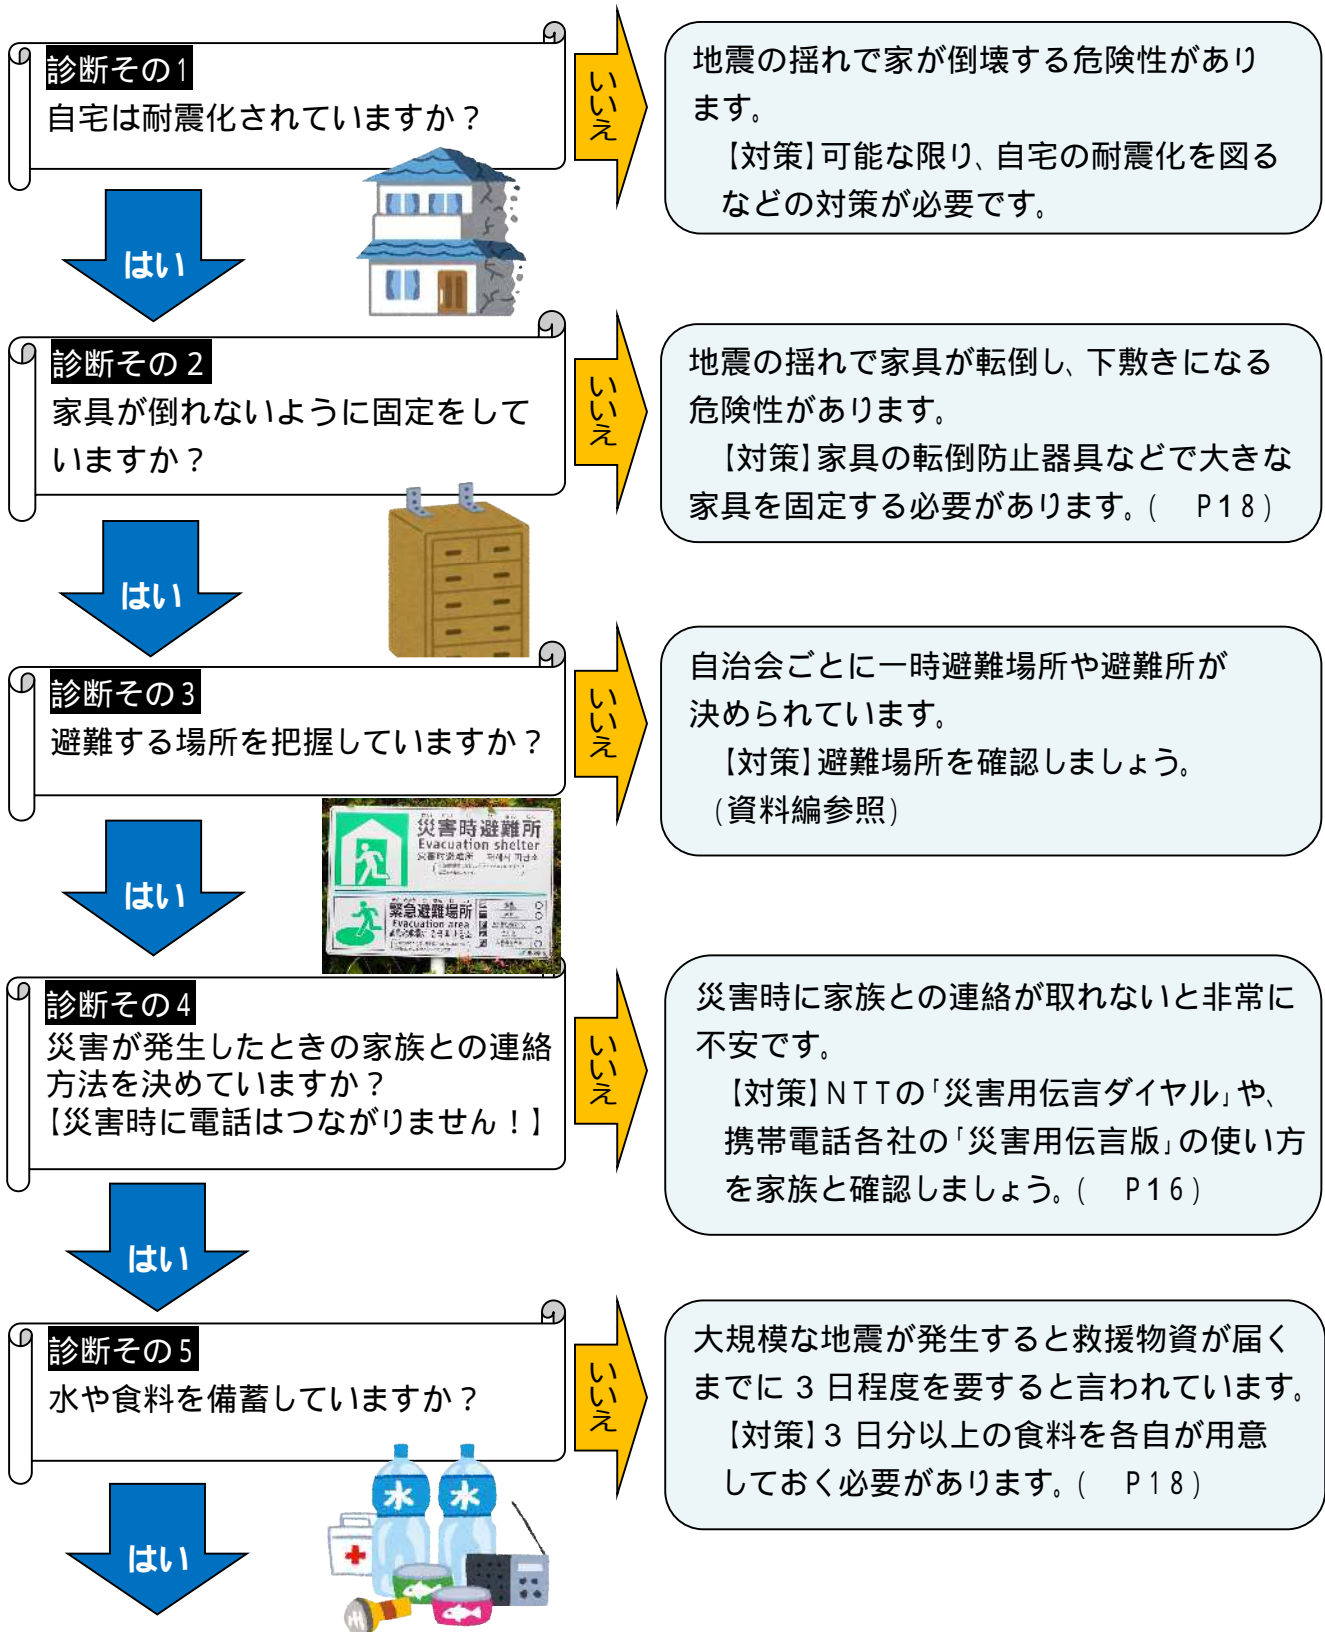 診断その1
自宅は耐震化されていますか？
いいえ
地震の揺れで家が倒壊する危険性があり
ます。
【対策】可能な限り、自宅の耐震化を図る
などの対策が必要です。
はい
診断その２
家具が倒れないように固定をして
いますか？
いいえ
地震の揺れで家具が転倒し、下敷きになる
危険性があります。
【対策】家具の転倒防止器具などで大きな
家具を固定する必要があります。(　P18)
はい
診断その3
避難する場所を把握していますか？
いいえ
自治会ごとに一時避難場所や避難所が
決められています。
【対策】避難場所を確認しましょう。
(資料編参照)
はい
災害時避難所
Evacuation shelter
緊急避難場所
Evacuation area
診断その4
災害が発生したときの家族との連絡
方法を決めていますか？
【災害時に電話はつながりません！】
いいえ
災害時に家族との連絡が取れないと非常に
不安です。
【対策】NTTの「災害用伝言ダイヤル」や、
携帯電話各社の「災害用伝言版」の使い方
を家族と確認しましょう。(　P16)
はい
診断その5
水や食料を備蓄していますか？
いいえ
大規模な地震が発生すると救援物資が届く
までに３日程度を要すると言われています。
【対策】３日分以上の食料を各自が用意
しておく必要があります。(　P18)
水 水
はい